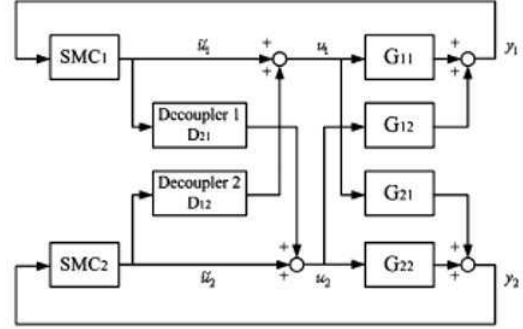 SMC1
ũ1
+
+
u1
G11
+
+
y1
Decoupler 1
D21
G12
Decoupler 2
D12
G21
SMC2
ũ2
+
+
u2
G22
+
+
y2